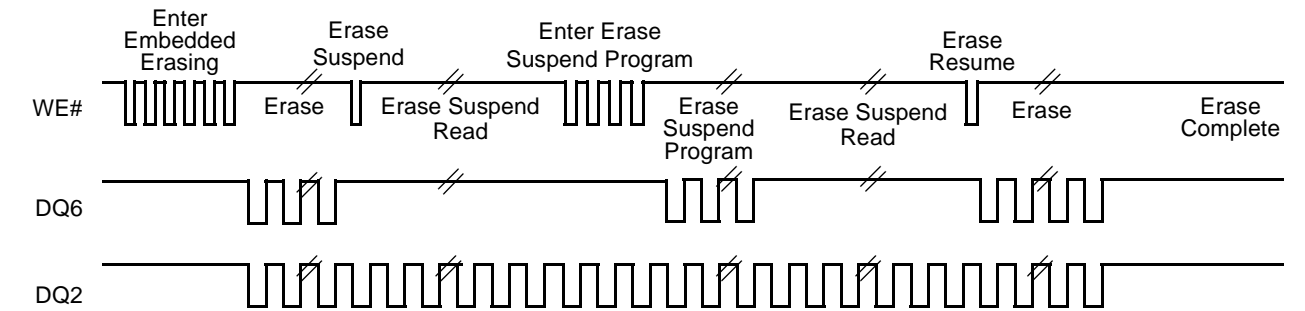 Enter
Embedded
Erasing
Erase
Suspend
Enter Erase
Suspend Program
Erase
Resume
WE#
Erase
Erase Suspend
Read
Erase
Suspend
Program
Erase Suspend
Read
Erase
Erase
Complete
DQ6
DQ2